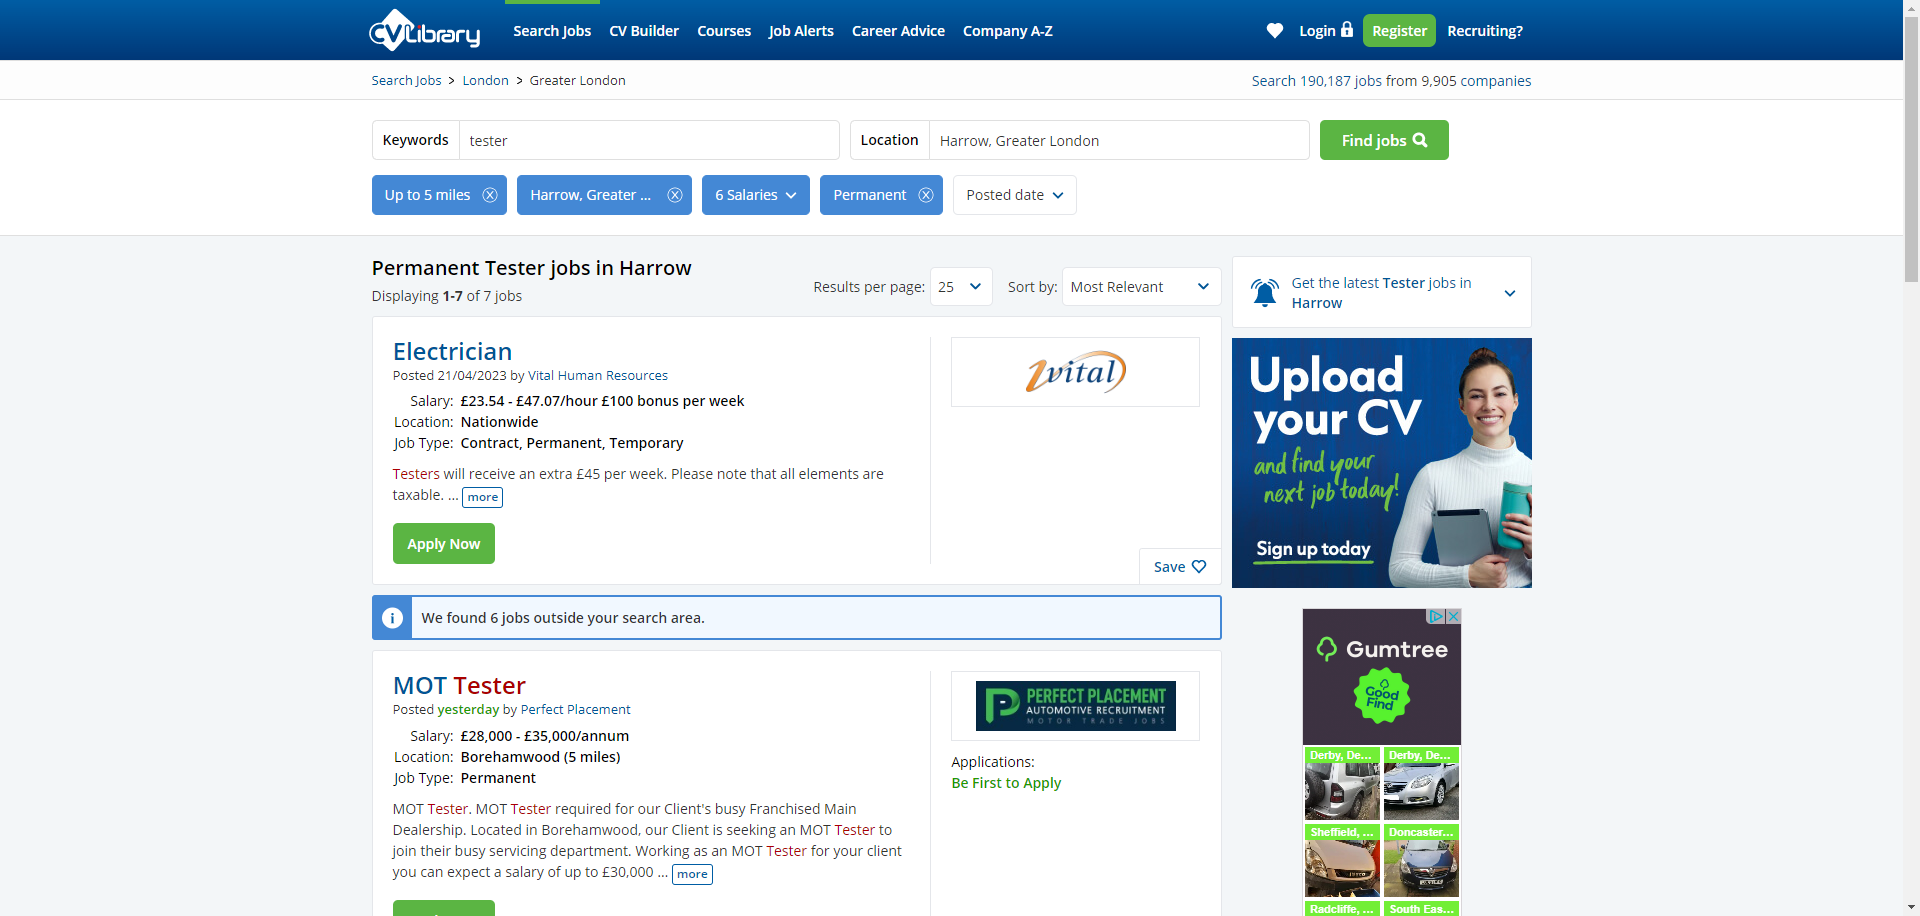 CVLibrary
Search Jobs CV Builder Courses Job Alerts Career Advice Company A-Z Login Register Recruiting?
Search Jobs > London > Greater London
Search 190,187 jobs from 9,905 companies
Keywords tester Location Harrow, Greater London Find jobs
Up to 5 miles Harrow, Greater ... 6 Salaries Permanent Posted date
Permanent Tester jobs in Harrow
Displaying 1-7 of 7 jobs
Results per page: 25 Sort by: Most Relevant
Electrician
Posted 21/04/2023 by Vital Human Resources
Salary: £23.54 - £47.07/hour £100 bonus per week
Location: Nationwide
Job Type: Contract, Permanent, Temporary
Testers will receive an extra £45 per week. Please note that all elements are
taxable. ... more
Apply Now
vital
Save
We found 6 jobs outside your search area.
MOT Tester
Posted yesterday by Perfect Placement
Salary: £28,000 - £35,000/annum
Location: Borehamwood (5 miles)
Job Type: Permanent
MOT Tester. MOT Tester required for our Client's busy Franchised Main
Dealership. Located in Borehamwood, our Client is seeking an MOT Tester to
join their busy servicing department. Working as an MOT Tester for your client
you can expect a salary of up to £30,000 ... more
PERFECT PLACEMENT
AUTOMOTIVE RECRUITMENT
MOTOR TRADE JOBS
Applications:
Be First to Apply
Get the latest Tester jobs in
Harrow
Upload
your CV
and find your
next job today!
Sign up today
Gumtree
Good
Find
Derby, De... Derby, De...
Sheffield, ... Doncaster...
Radcliffe, ... South Eas...